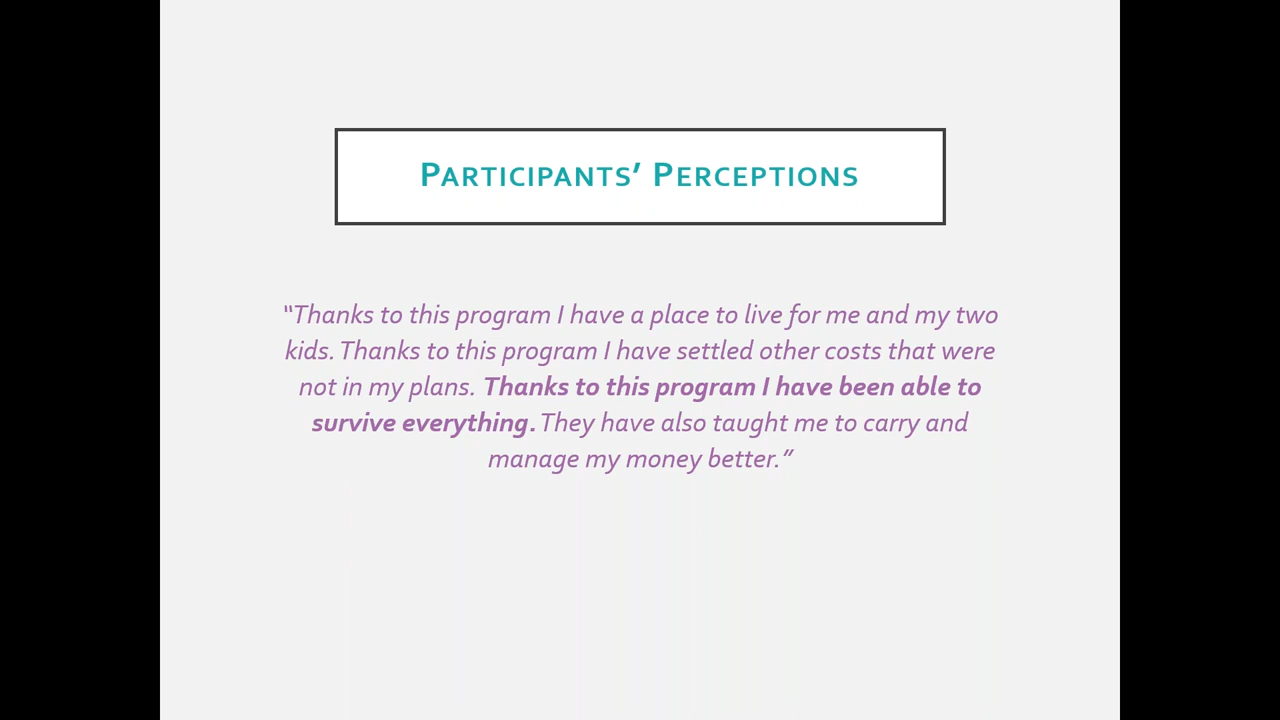 PARTICIPANTS’ PERCEPTIONS
“Thanks to this program I have a place to live for me and my two
kids. Thanks to this program I have settled other costs that were
not in my plans. Thanks to this program I have been able to
survive everything. They have also taught me to carry and
manage my money better.”